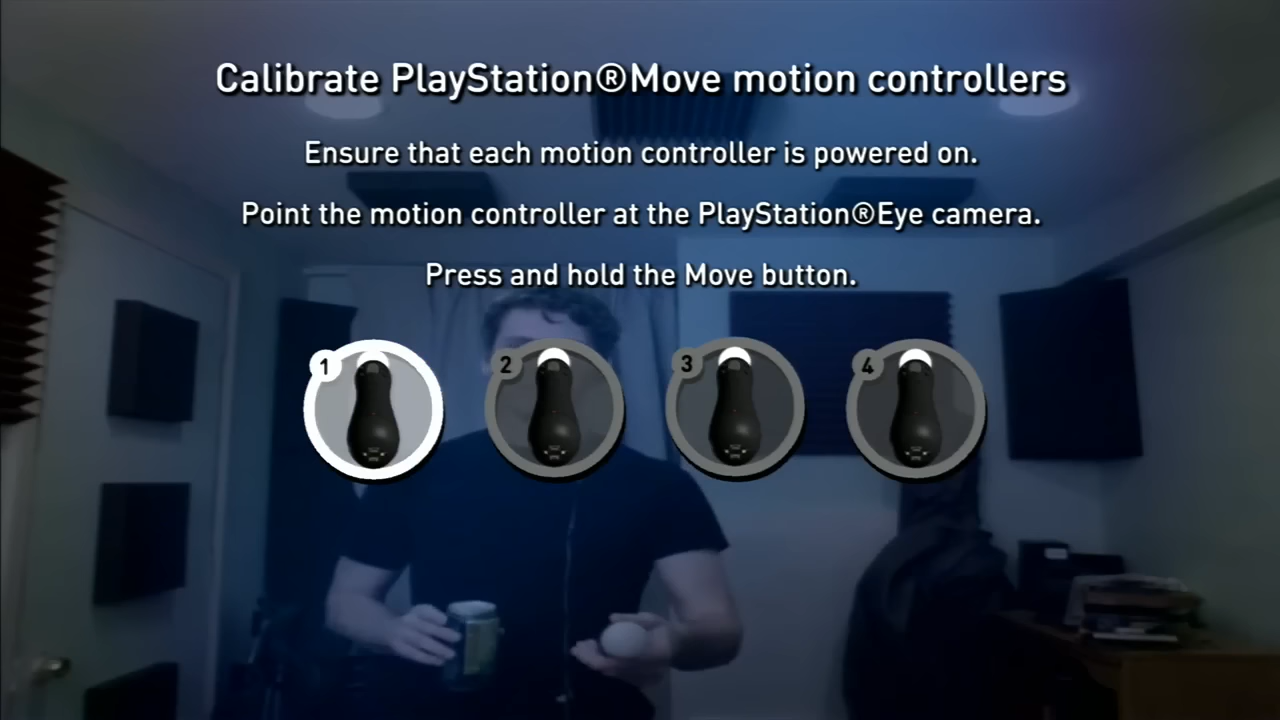 Calibrate PlayStation®Move motion controllers
Ensure that each motion controller is powered on.
Point the motion controller at the PlayStation®Eye camera.
Press and hold the Move button.
1 2 3 4